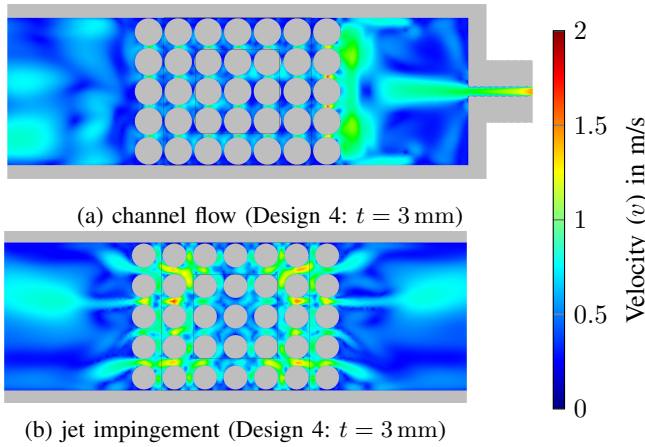 (a) channel flow (Design 4: t = 3 mm)
(b) jet impingement (Design 4: t = 3 mm)
2
1.5
1
0.5
0
Velocity (v) in m/s